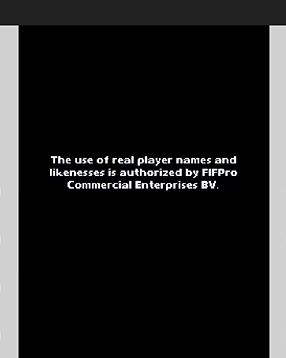 The use of real player names and
likenesses is authorized by FIFPro
Commercial Enterprises BV.